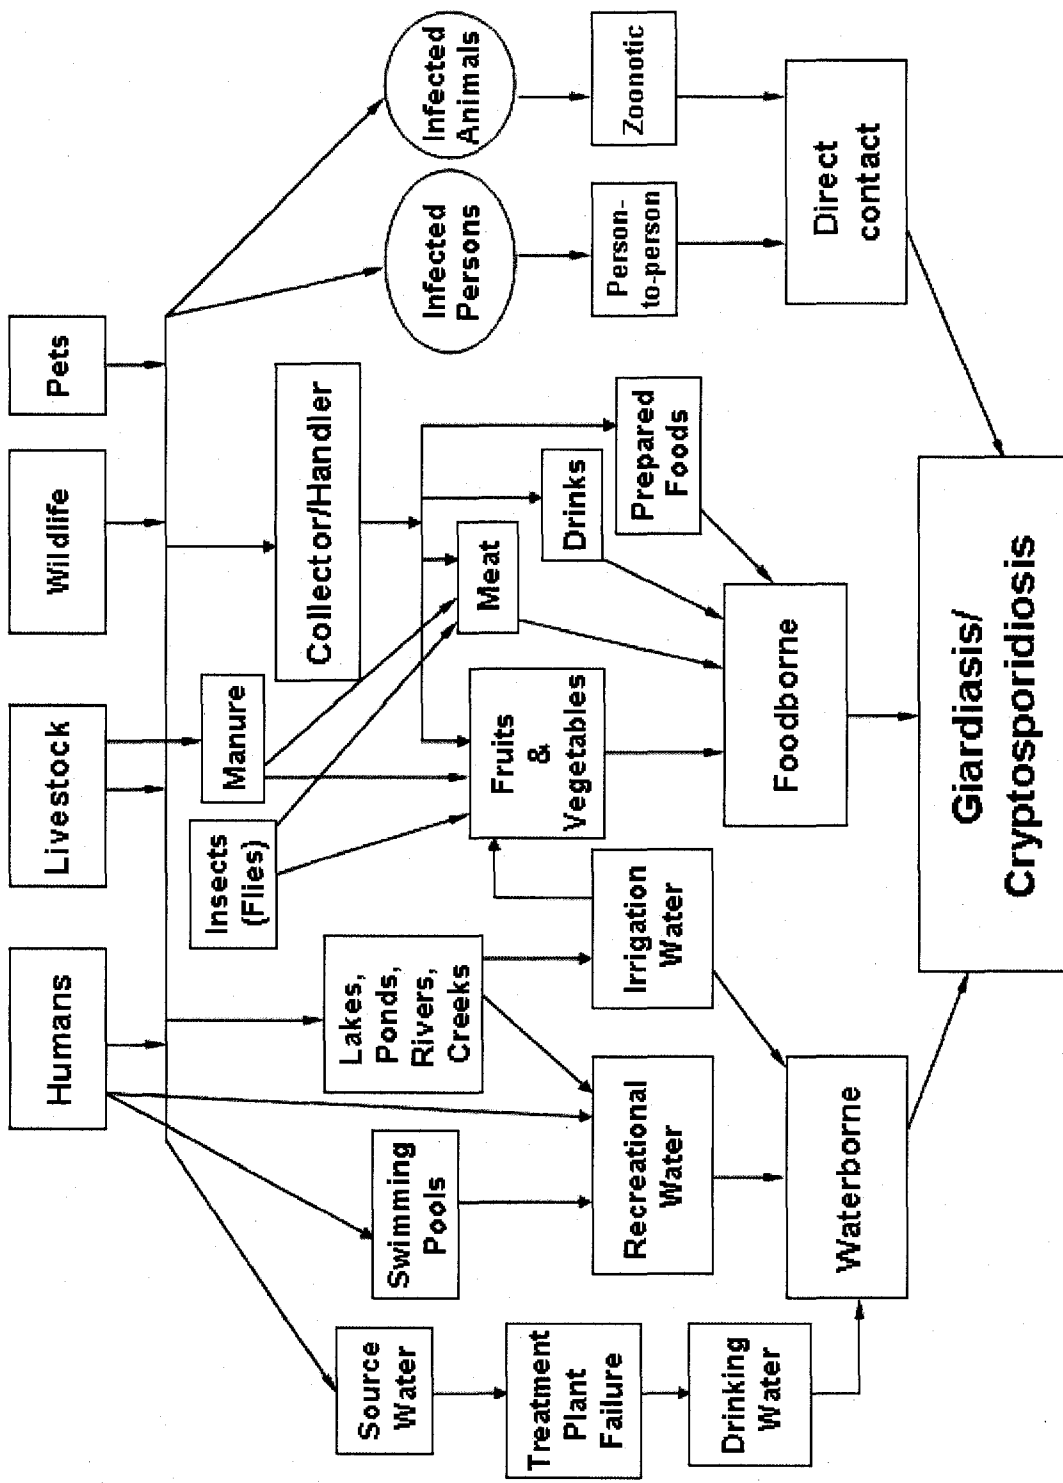 Humans
Livestock
Wildlife
Pets
Manure
Insects
(Flies)
Collector/Handler
Source
Water
Swimming
Pools
Lakes,
Ponds,
Rivers,
Creeks
Infected
Persons
Infected
Animals
Fruits
&
Vegetables
Meat
Drinks
Prepared
Foods
Treatment
Plant
Failure
Recreational
Water
Irrigation
Water
Person-
to-person
Zoonotic
Drinking
Water
Waterborne
Foodborne
Direct
contact
Giardiasis/
Cryptosporidiosis